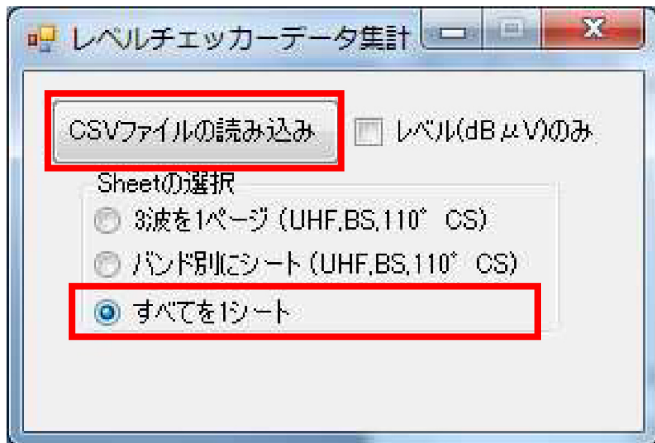 レベルチェッカーデータ集計
CSVファイルの読み込み
レベル(dBμV)のみ
Sheetの選択
3波を1ページ (UHF,BS,110°CS)
バンド別にシート (UHF,BS,110°CS)
すべてを1シート